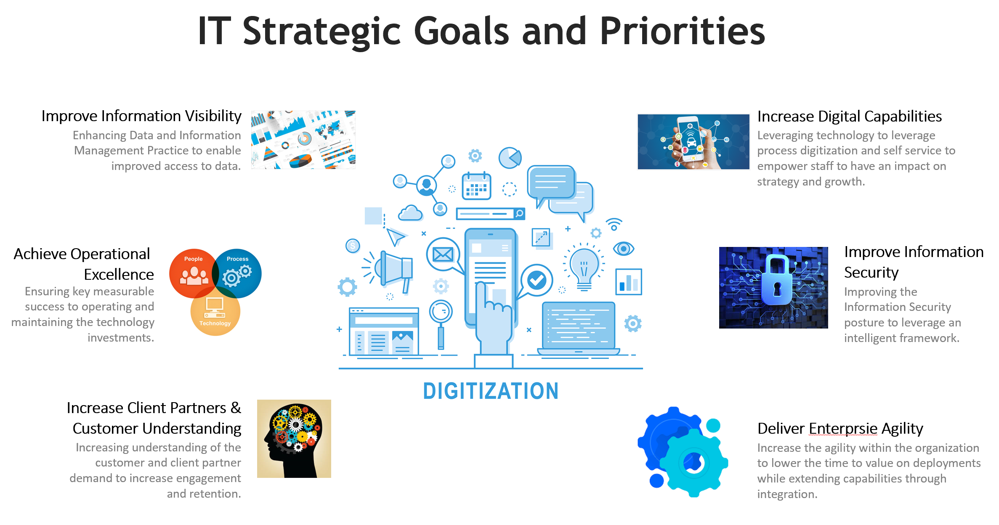 IT Strategic Goals and Priorities
Improve Information Visibility
Enhancing Data and Information
Management Practice to enable
improved access to data.
Increase Digital Capabilities
Leveraging technology to leverage
process digitization and self service to
empower staff to have an impact on
strategy and growth.
Achieve Operational
Excellence
Ensuring key measurable
success to operating and
maintaining the technology
investments.
People
Process
Technology
$
Improve Information
Security
Improving the
Information Security
posture to leverage an
intelligent framework.
DIGITIZATION
Increase Client Partners &
Customer Understanding
Increasing understanding of the
customer and client partner
demand to increase engagement
and retention.
Deliver Enterprsie Agility
Increase the agility within the organization
to lower the time to value on deployments
while extending capabilities through
integration.